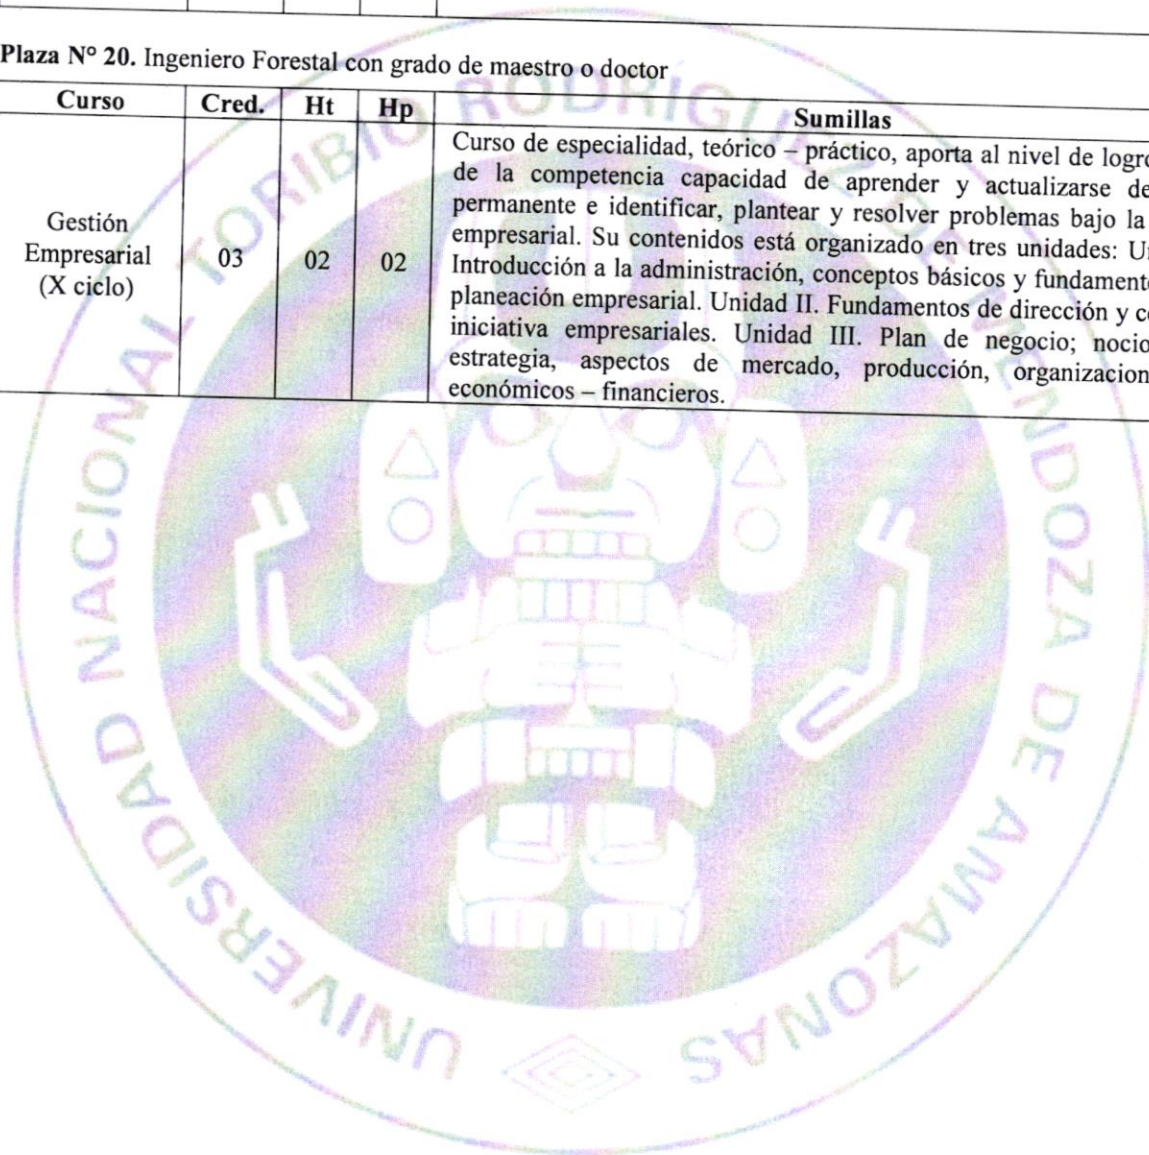 Plaza N° 20. Ingeniero Forestal con grado de maestro o doctor
Curso Cred. Ht Hp Sumillas
Gestión
Empresarial
(X ciclo)
03 02 02
Curso de especialidad, teórico – práctico, aporta al nivel de logro
de la competencia capacidad de aprender y actualizarse de
permanente e identificar, plantear y resolver problemas bajo la
empresarial. Su contenidos está organizado en tres unidades: U
Introducción a la administración, conceptos básicos y fundament
planeación empresarial. Unidad II. Fundamentos de dirección y c
iniciativa empresariales. Unidad III. Plan de negocio; nocio
estrategia, aspectos de mercado, producción, organizacion
económicos – financieros.
UNIVERSIDAD NACIONAL TORIBIO RODRÍGUEZ DE MENDOZA DE AMAZONAS